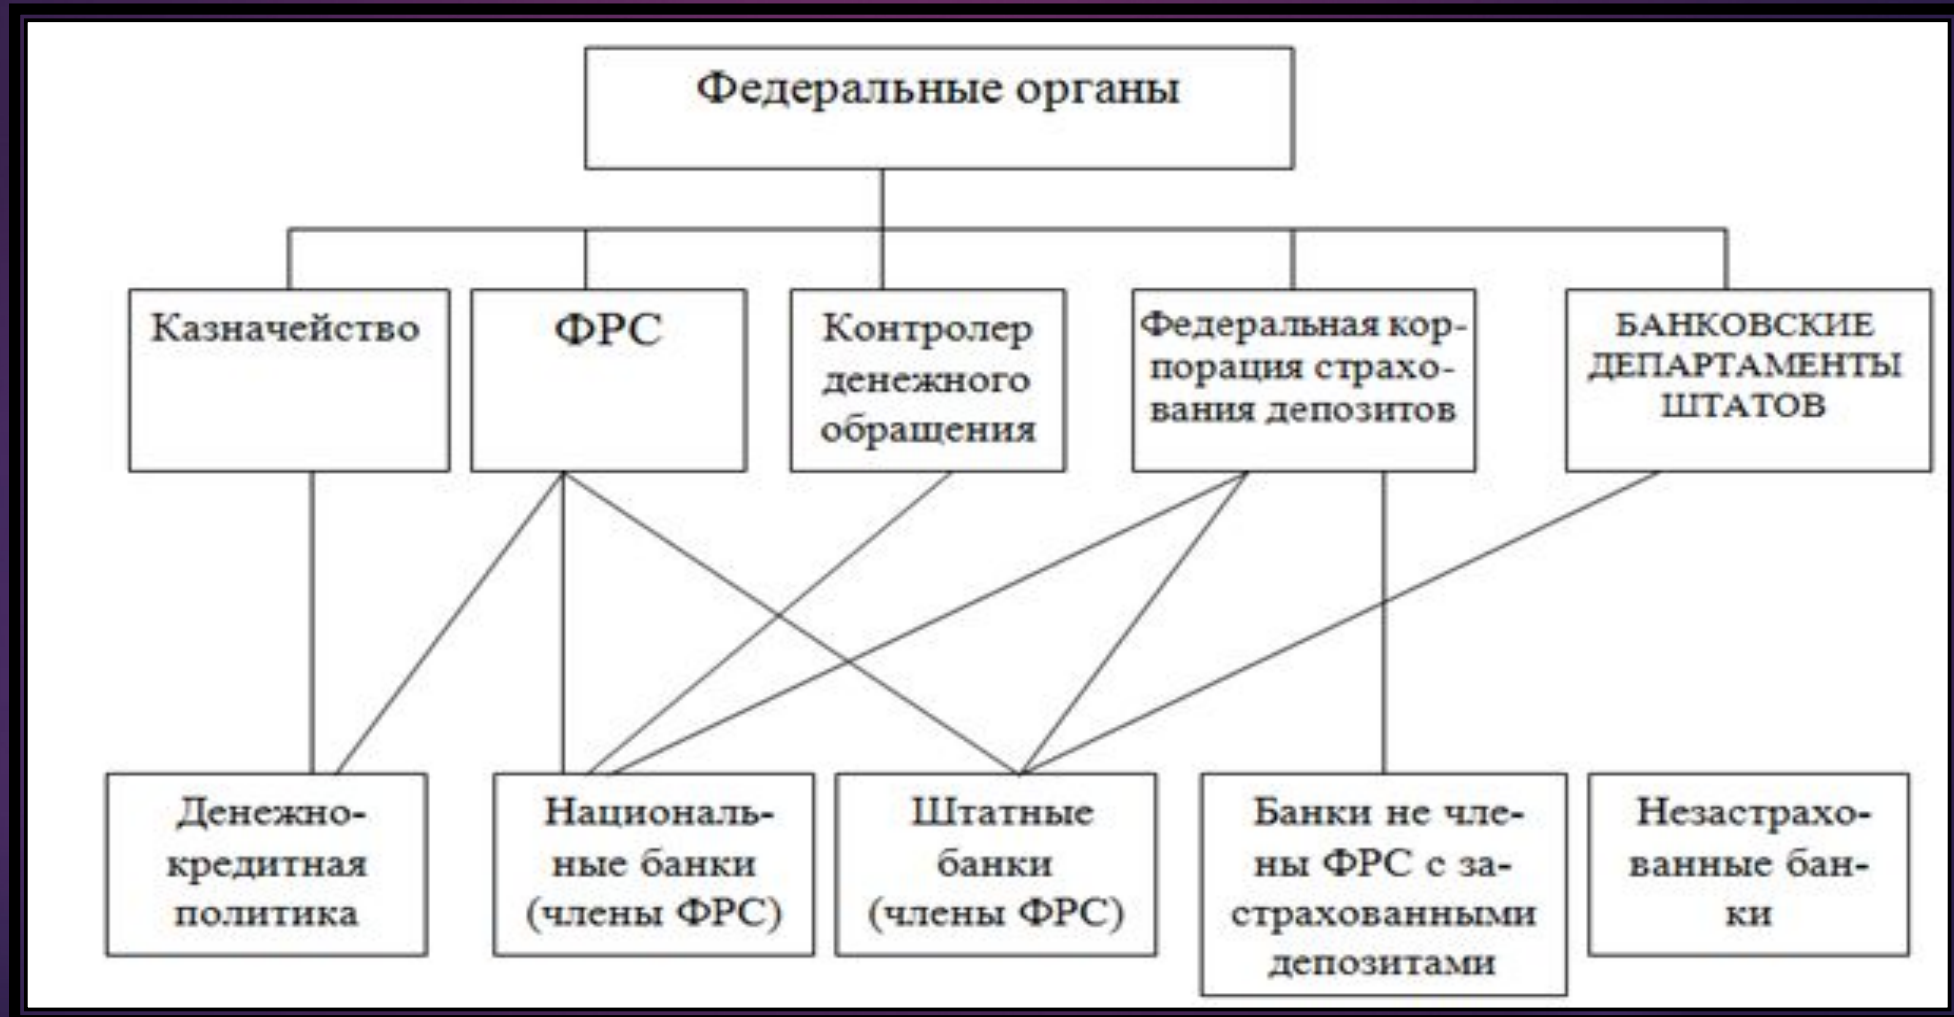 Федеральные органы
Казначейство
ФРС
Контролер
денежного
обращения
Федеральная кор-
порация страхо-
вания депозитов
БАНКОВСКИЕ
ДЕПАРТАМЕНТЫ
ШТАТОВ
Денежно-
кредитная
политика
Националь-
ные банки
(члены ФРС)
Штатные
банки
(члены ФРС)
Банки не чле-
ны ФРС с за-
страхованными
депозитами
Незастрахо-
ванные бан-
ки